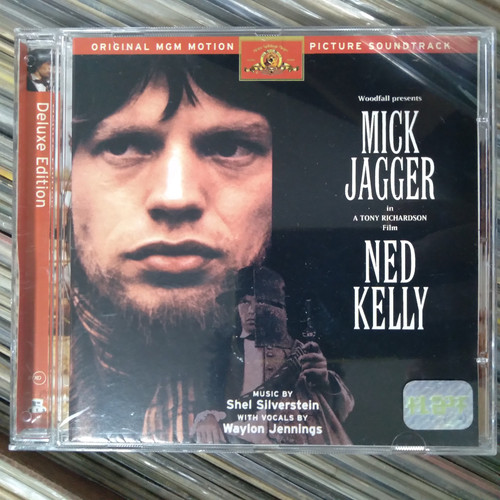 ORIGINAL MGM MOTION PICTURE SOUNDTRACK
Deluxe Edition
Woodfall presents
MICK
JAGGER
in
A TONY RICHARDSON
Film
NED
KELLY
MUSIC BY
Shel Silverstein
WITH VOCALS BY
Waylon Jennings